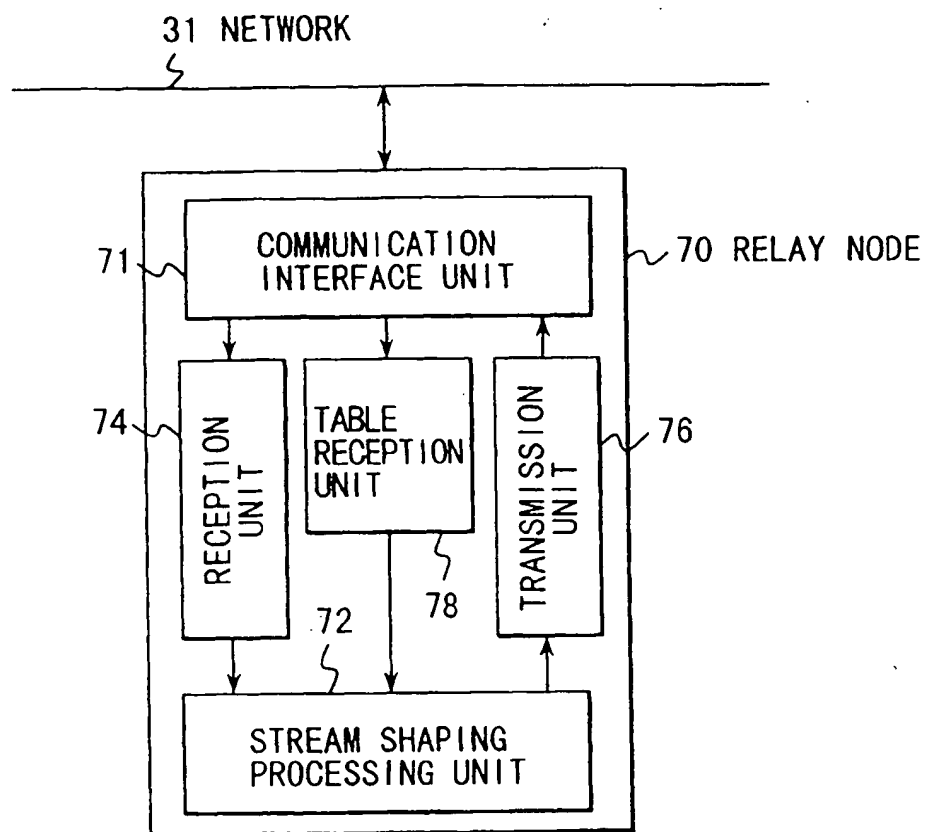 31 NETWORK
COMMUNICATION
INTERFACE UNIT
71
70 RELAY NODE
74
RECEPTION
UNIT
TABLE
RECEPTION
UNIT
78
TRANSMISSION
UNIT
76
72
STREAM SHAPING
PROCESSING UNIT